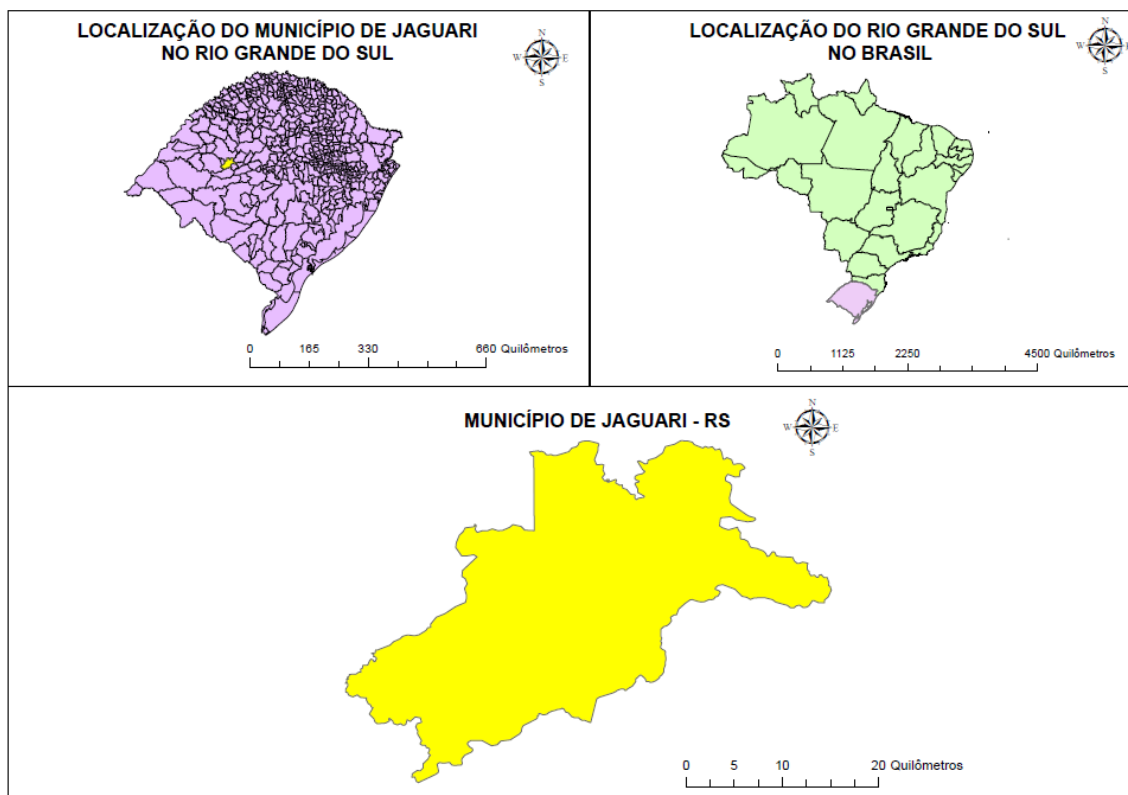 LOCALIZAÇÃO DO MUNICÍPIO DE JAGUARI
NO RIO GRANDE DO SUL
N
W E
S
0 165 330 660 Quilômetros
LOCALIZAÇÃO DO RIO GRANDE DO SUL
NO BRASIL
N
W E
S
0 1125 2250 4500 Quilômetros
MUNICÍPIO DE JAGUARI - RS
N
W E
S
0 5 10 20 Quilômetros